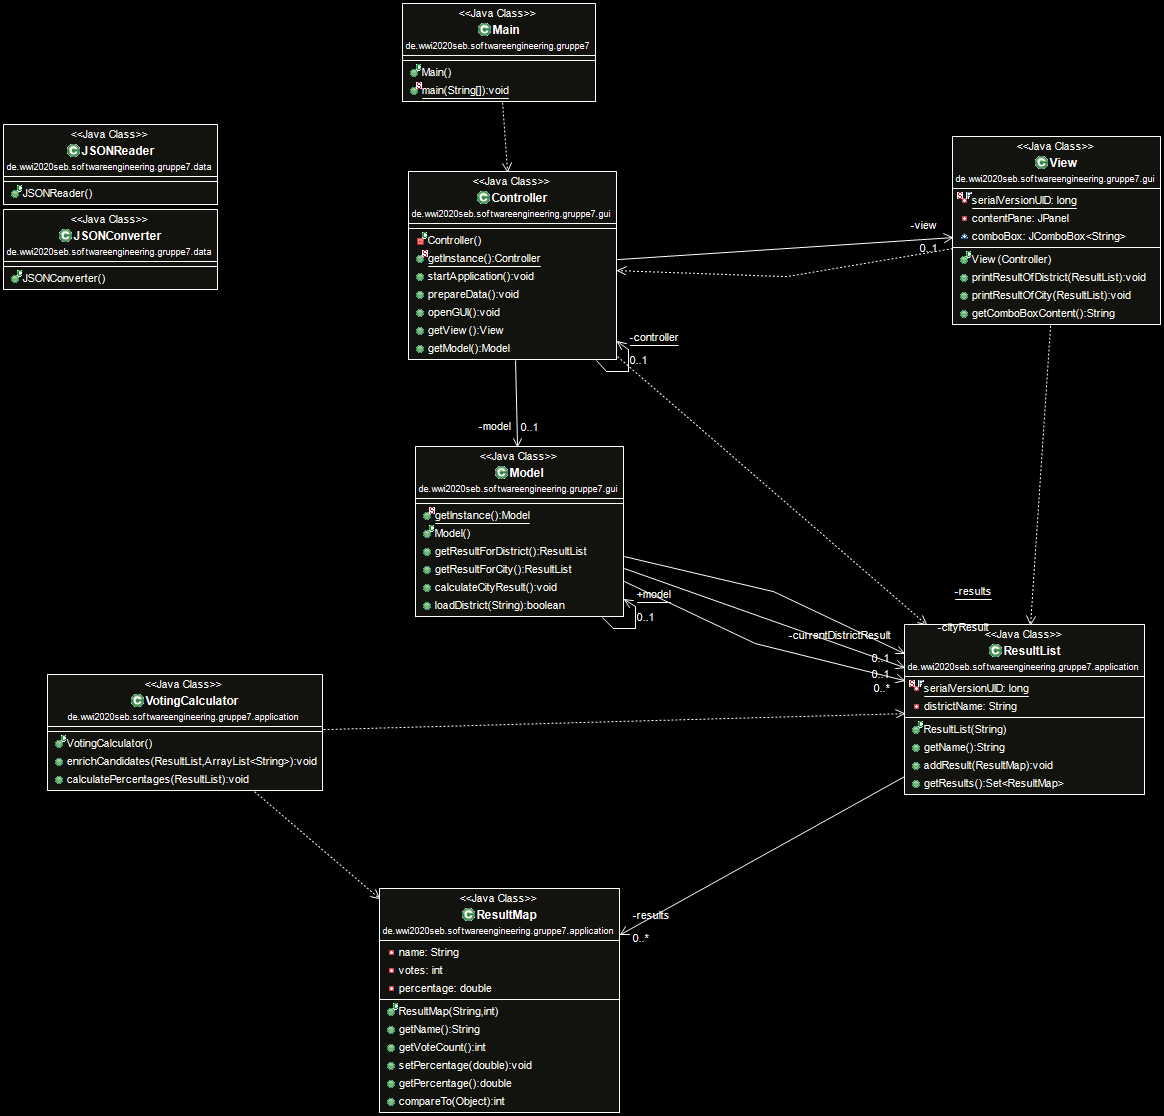 <<Java Class>>
Main
de.wwi2020seb.softwareengineering.gruppe7
Main()
main(String[]):void
<<Java Class>>
JSONReader
de.wwi2020seb.softwareengineering.gruppe7.data
JSONReader()
<<Java Class>>
JSONConverter
de.wwi2020seb.softwareengineering.gruppe7.data
JSONConverter()
<<Java Class>>
Controller
de.wwi2020seb.softwareengineering.gruppe7.gui
Controller()
getInstance():Controller
startApplication():void
prepareData():void
openGUI():void
getView ():View
getModel():Model
<<Java Class>>
View
de.wwi2020seb.softwareengineering.gruppe7.gui
serialVersionUID: long
contentPane: JPanel
comboBox: JComboBox<String>
View (Controller)
printResultOfDistrict(ResultList):void
printResultOfCity(ResultList):void
getComboBoxContent():String
-view
0..1
-controller
0..1
-model
0..1
<<Java Class>>
Model
de.wwi2020seb.softwareengineering.gruppe7.gui
getInstance():Model
Model()
getResultForDistrict():ResultList
getResultForCity():ResultList
calculateCityResult():void
loadDistrict(String):boolean
+model
0..1
-results
-cityResult
-currentDistrictResult
0..1
0..1
0..*
<<Java Class>>
ResultList
de.wwi2020seb.softwareengineering.gruppe7.application
serialVersionUID: long
districtName: String
ResultList(String)
getName():String
addResult(ResultMap):void
getResults():Set<ResultMap>
<<Java Class>>
VotingCalculator
de.wwi2020seb.softwareengineering.gruppe7.application
VotingCalculator()
enrichCandidates(ResultList,ArrayList<String>):void
calculatePercentages(ResultList):void
-results
0..*
<<Java Class>>
ResultMap
de.wwi2020seb.softwareengineering.gruppe7.application
name: String
votes: int
percentage: double
ResultMap(String,int)
getName():String
getVoteCount():int
setPercentage(double):void
getPercentage():double
compareTo(Object):int